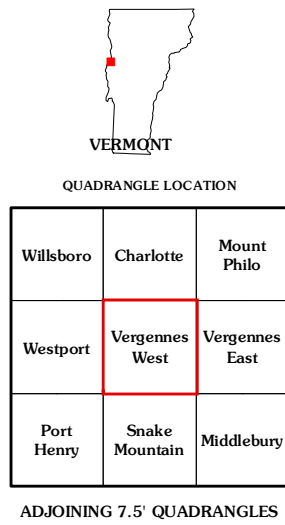 VERMONT
QUADRANGLE LOCATION
Willsboro
Charlotte
Mount
Philo
Westport
Vergennes
West
Vergennes
East
Port
Henry
Snake
Mountain
Middlebury
ADJOINING 7.5' QUADRANGLES